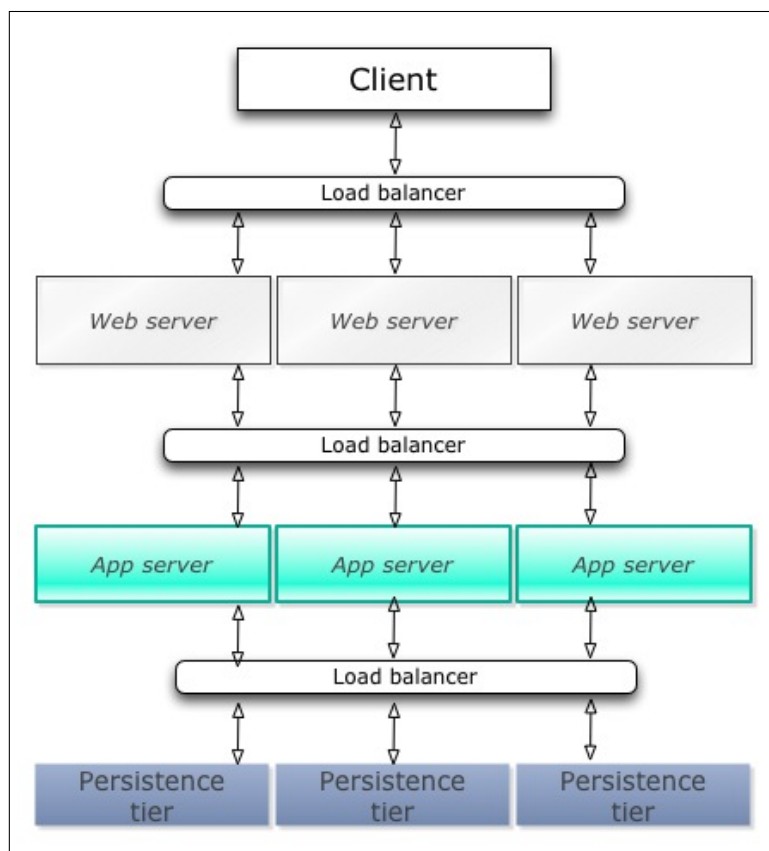 Client
Load balancer
Web server
Web server
Web server
Load balancer
App server
App server
App server
Load balancer
Persistence
tier
Persistence
tier
Persistence
tier